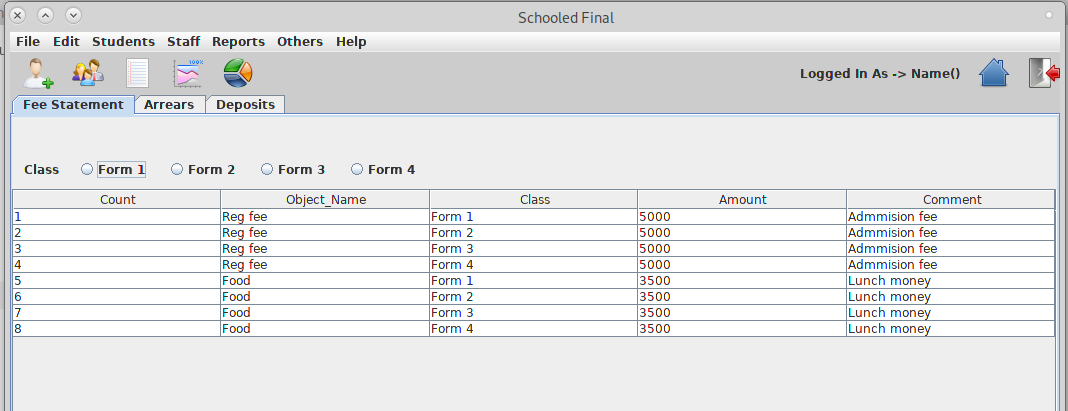 Schooled Final
File Edit Students Staff Reports Others Help
100%
Logged In As -> Name()
Fee Statement Arrears Deposits
Class Form 1 Form 2 Form 3 Form 4
Count Object_Name Class Amount Comment
1 Reg fee Form 1 5000 Admmision fee
2 Reg fee Form 2 5000 Admmision fee
3 Reg fee Form 3 5000 Admmision fee
4 Reg fee Form 4 5000 Admmision fee
5 Food Form 1 3500 Lunch money
6 Food Form 2 3500 Lunch money
7 Food Form 3 3500 Lunch money
8 Food Form 4 3500 Lunch money